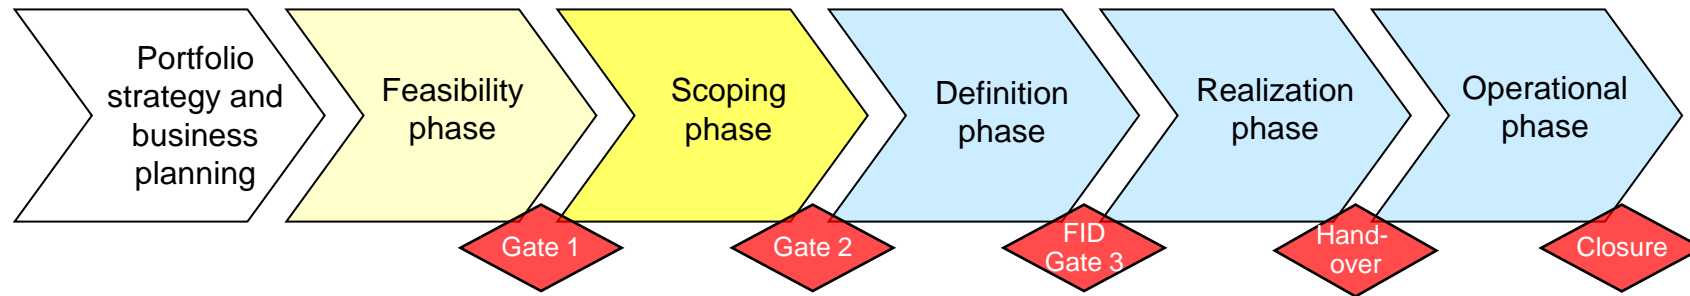 Portfolio
strategy and
business
planning
Feasibility
phase
Scoping
phase
Definition
phase
Realization
phase
Operational
phase
Gate 1
Gate 2
FID
Gate 3
Hand-
over
Closure